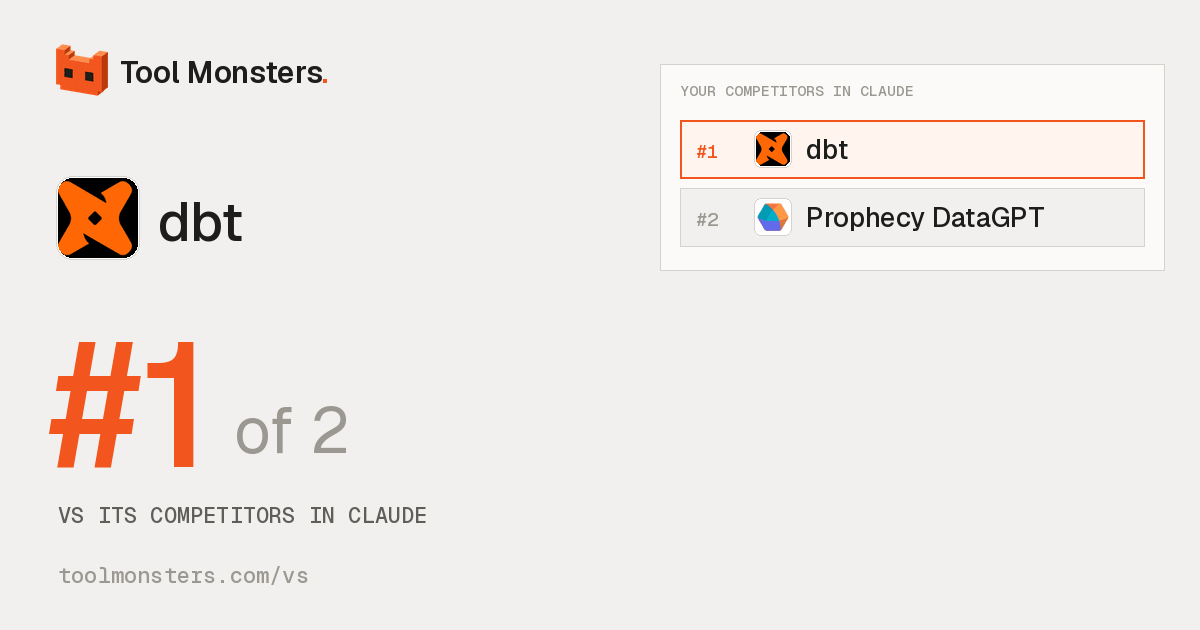 Tool Monsters.
dbt
#1 of 2
VS ITS COMPETITORS IN CLAUDE
toolmonsters.com/vs
YOUR COMPETITORS IN CLAUDE
#1 dbt
#2 Prophecy DataGPT